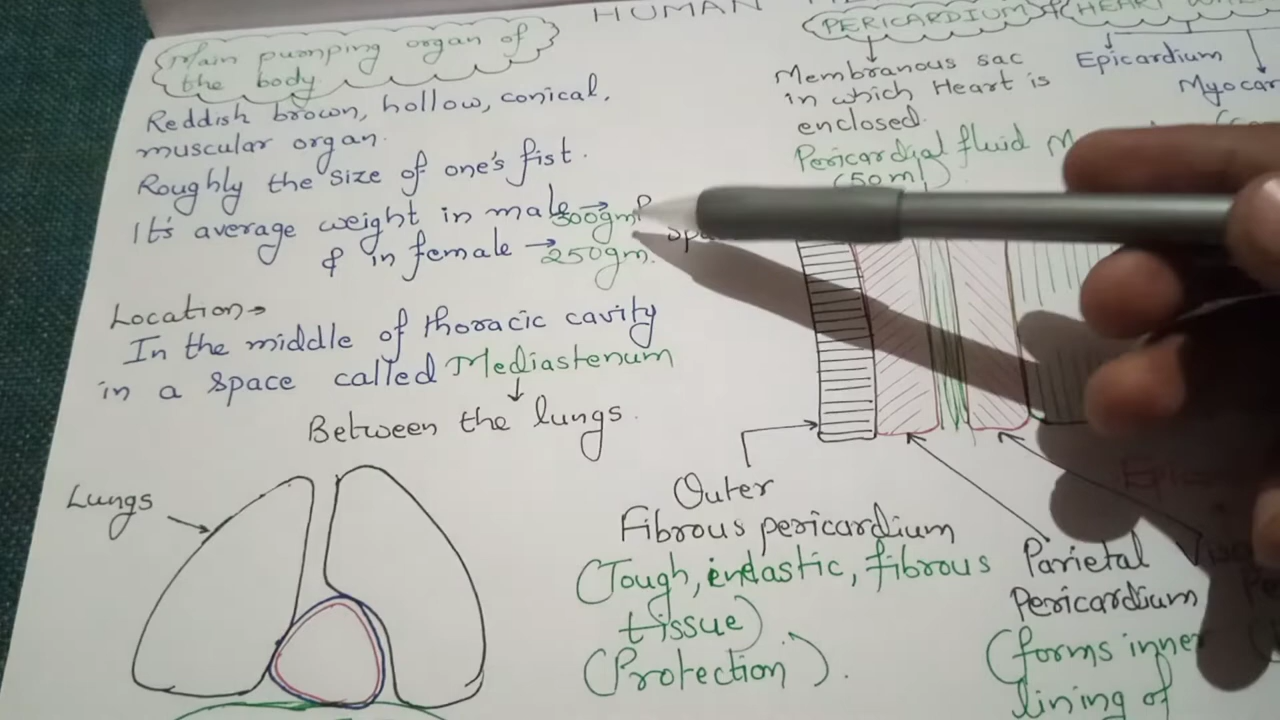 HUMAN
Main pumping organ of
the body.
Reddish brown, hollow, conical,
muscular organ.
Roughly the size of one's fist.
It's average weight in male → 300gm
& in female → 250gm.
Location→
In the middle of thoracic cavity
in a space called Mediastenum
Between the lungs.
Lungs
PERICARDIUM & HEART
Membranous sac
in which Heart is
enclosed.
Pericardial fluid
(50ml)
Epicardium
Myocar
Outer
Fibrous pericardium
(Tough, inelastic, fibrous
tissue)
(Protection).
Parietal
Pericardium
(forms inner
lining of